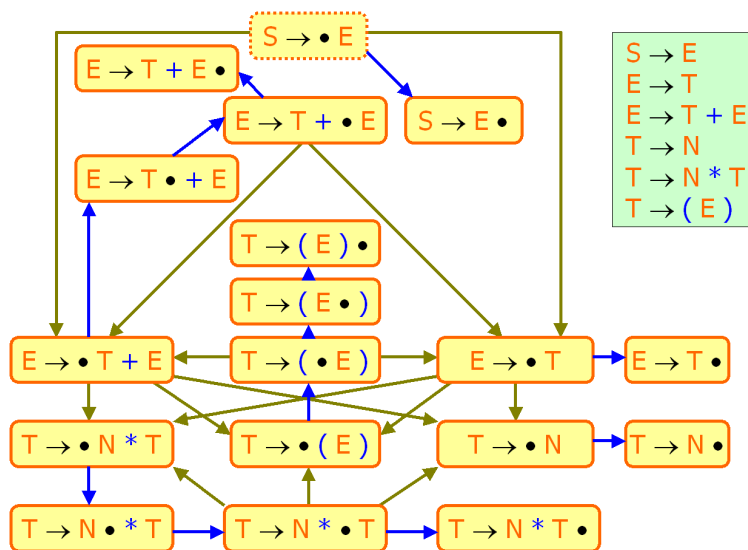 S → • E
E → T + E •
E → T + • E
S → E •
E → T • + E
T → ( E ) •
T → ( E • )
E → • T + E
T → ( • E )
E → • T
E → T •
T → • N * T
T → • ( E )
T → • N
T → N •
T → N • * T
T → N * • T
T → N * T •
S → E
E → T
E → T + E
T → N
T → N * T
T → ( E )